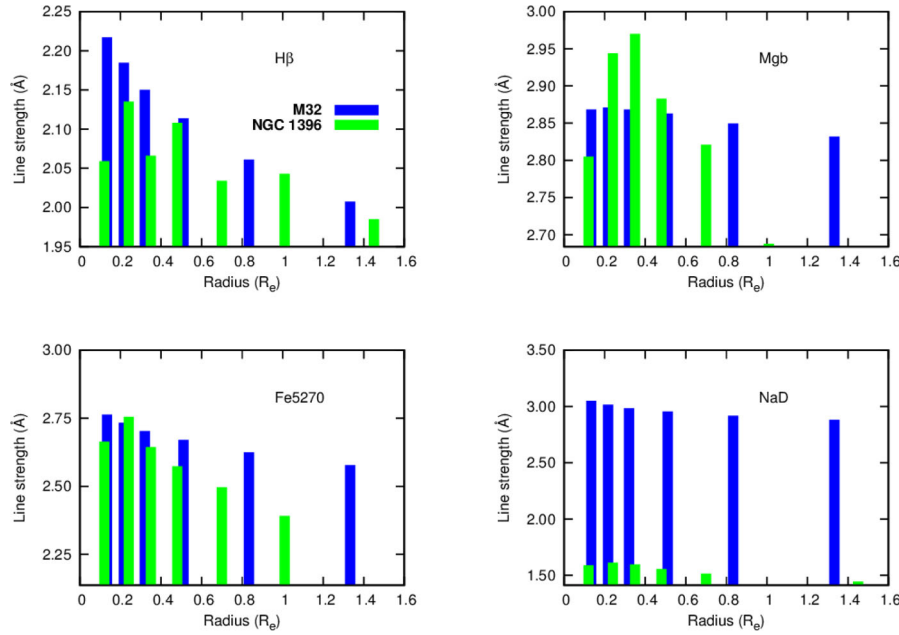 2.25
2.20
2.15
2.10
2.05
2.00
1.95
Line strength (Å)
Hβ
M32
NGC 1396
0 0.2 0.4 0.6 0.8 1 1.2 1.4 1.6
Radius (Re)
3.00
2.95
2.90
2.85
2.80
2.75
2.70
Line strength (Å)
Mgb
0 0.2 0.4 0.6 0.8 1 1.2 1.4 1.6
Radius (Re)
3.00
2.75
2.50
2.25
Line strength (Å)
Fe5270
0 0.2 0.4 0.6 0.8 1 1.2 1.4 1.6
Radius (Re)
3.50
3.00
2.50
2.00
1.50
Line strength (Å)
NaD
0 0.2 0.4 0.6 0.8 1 1.2 1.4 1.6
Radius (Re)